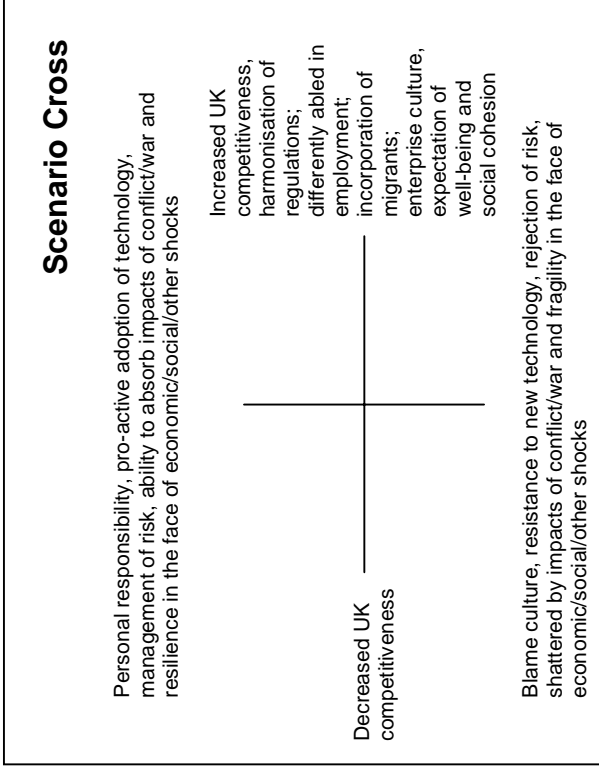 Scenario Cross
Personal responsibility, pro-active adoption of technology,
management of risk, ability to absorb impacts of conflict/war and
resilience in the face of economic/social/other shocks
Decreased UK
competitiveness
Increased UK
competitiveness,
harmonisation of
regulations;
differently abled in
employment;
incorporation of
migrants;
enterprise culture,
expectation of
well-being and
social cohesion
Blame culture, resistance to new technology, rejection of risk,
shattered by impacts of conflict/war and fragility in the face of
economic/social/other shocks